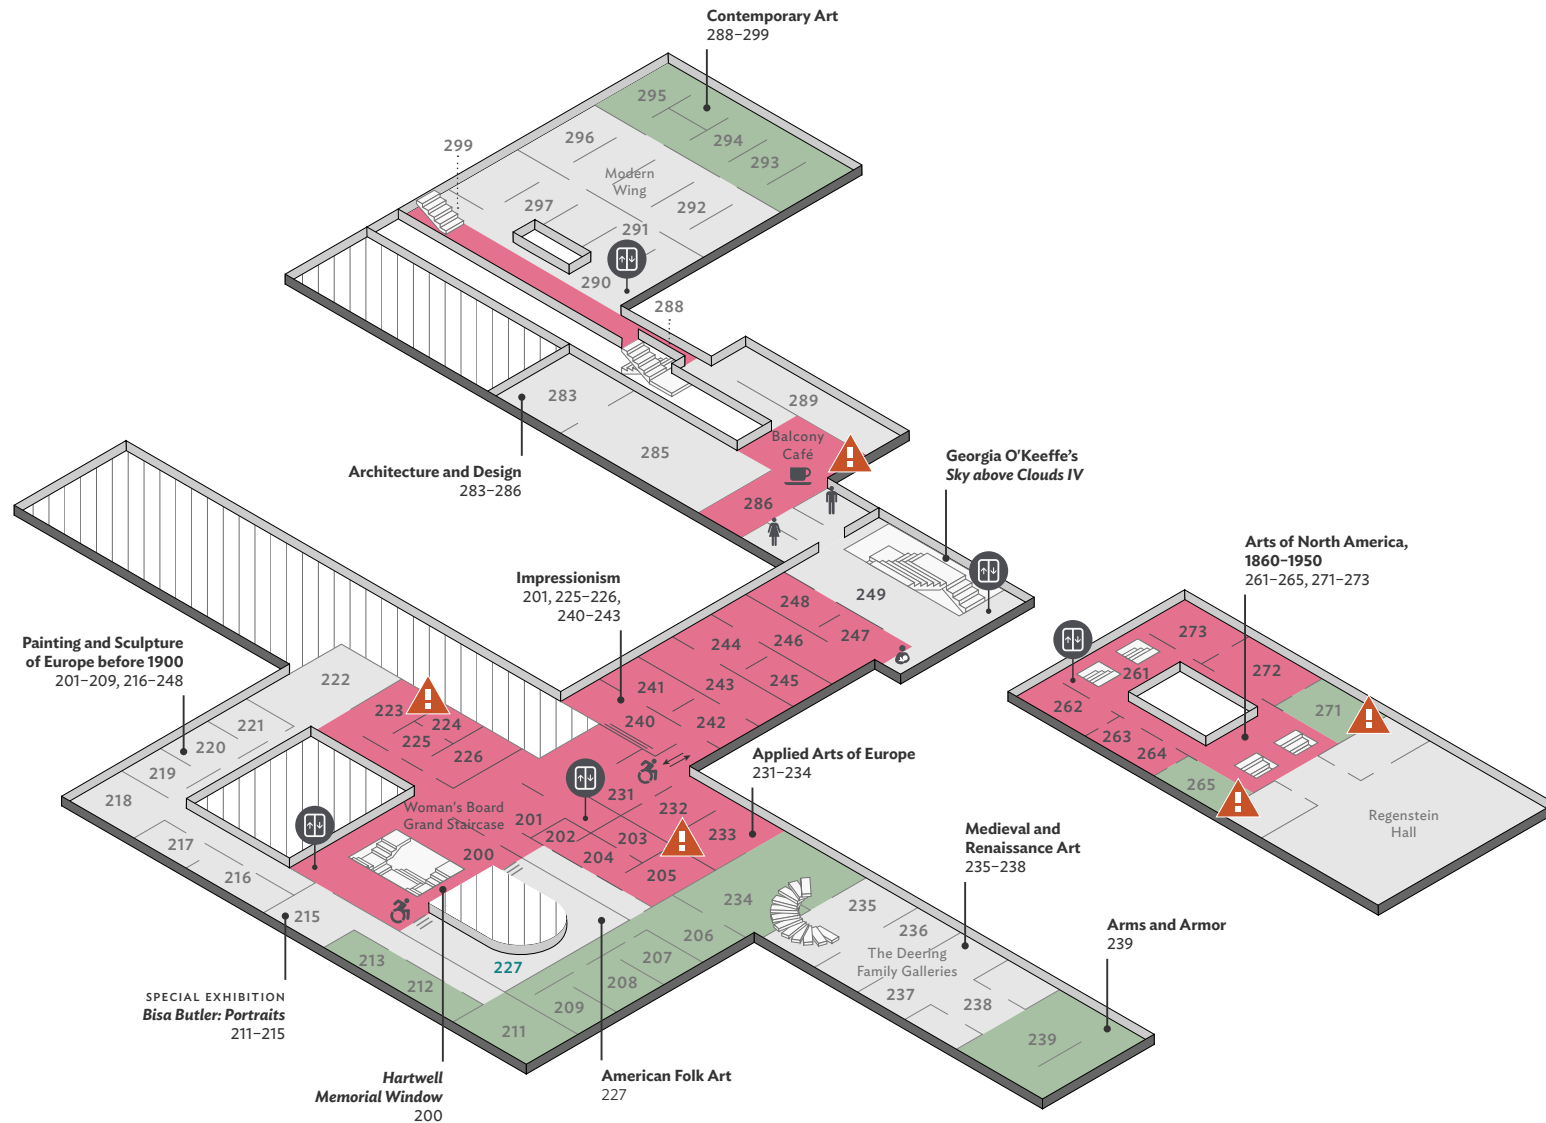 Contemporary Art
288–299
295
294
293
296
299
Modern
Wing
297
292
291
290
288
289
283
285
Balcony
Café
286
Architecture and Design
283–286
Georgia O'Keeffe's
Sky above Clouds IV
Arts of North America,
1860–1950
261–265, 271–273
Impressionism
201, 225–226,
240–243
249
248
247
246
244
245
243
241
242
240
Painting and Sculpture
of Europe before 1900
201–209, 216–248
222
223
224
221
225
220
226
219
218
217
216
215
Woman's Board
Grand Staircase
201
200
202
231
232
203
233
204
205
Applied Arts of Europe
231–234
234
206
207
208
209
211
212
213
227
273
272
261
262
263
264
271
265
Regenstein
Hall
Medieval and
Renaissance Art
235–238
235
236
The Deering
Family Galleries
237
238
239
Arms and Armor
239
SPECIAL EXHIBITION
Bisa Butler: Portraits
211–215
Hartwell
Memorial Window
200
American Folk Art
227